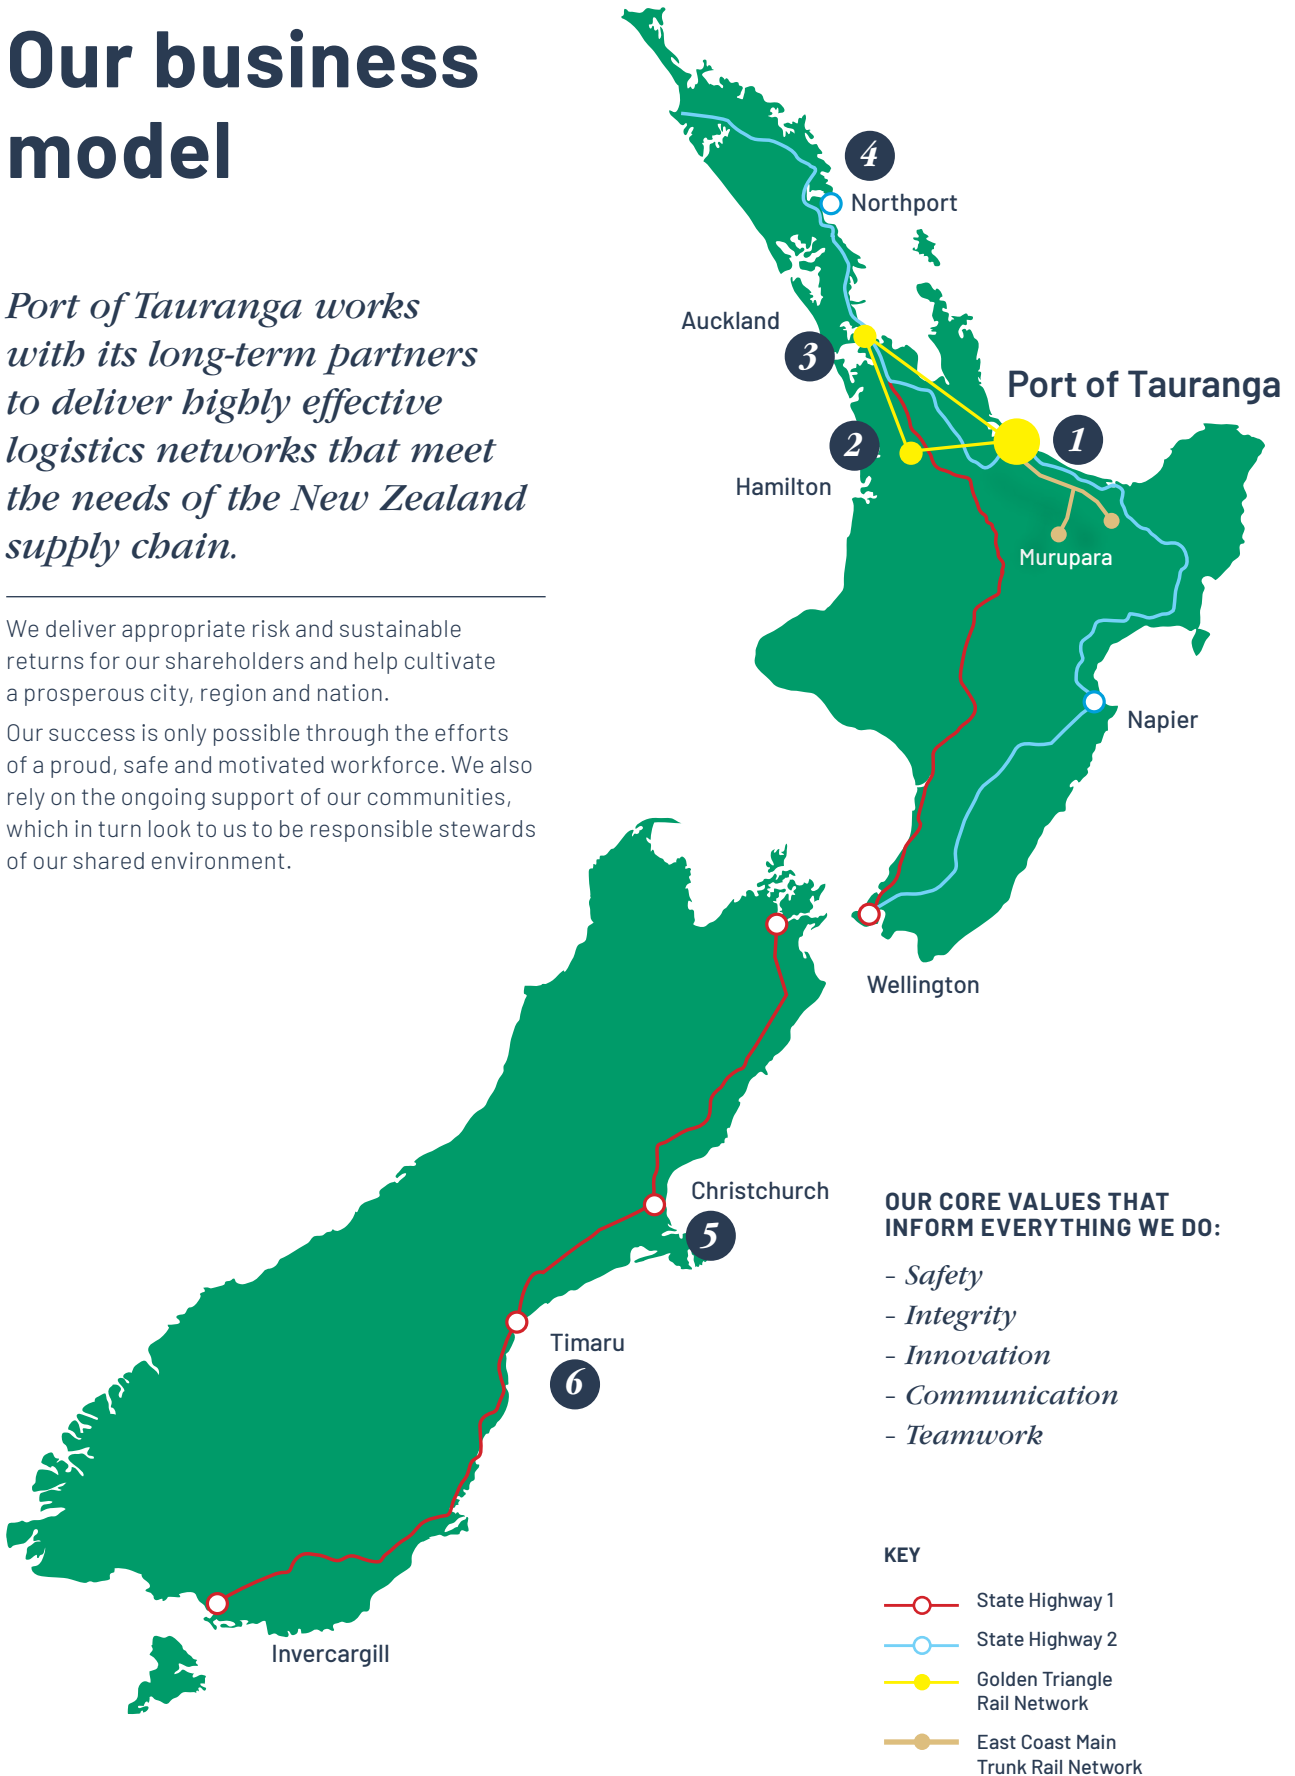 Our business
model
Port of Tauranga works
with its long-term partners
to deliver highly effective
logistics networks that meet
the needs of the New Zealand
supply chain.
We deliver appropriate risk and sustainable
returns for our shareholders and help cultivate
a prosperous city, region and nation.
Our success is only possible through the efforts
of a proud, safe and motivated workforce. We also
rely on the ongoing support of our communities,
which in turn look to us to be responsible stewards
of our shared environment.
4
Northport
Auckland
3
Port of Tauranga
1
2
Hamilton
Murupara
Napier
Wellington
Christchurch
5
Timaru
6
Invercargill
OUR CORE VALUES THAT
INFORM EVERYTHING WE DO:
- Safety
- Integrity
- Innovation
- Communication
- Teamwork
KEY
State Highway 1
State Highway 2
Golden Triangle
Rail Network
East Coast Main
Trunk Rail Network